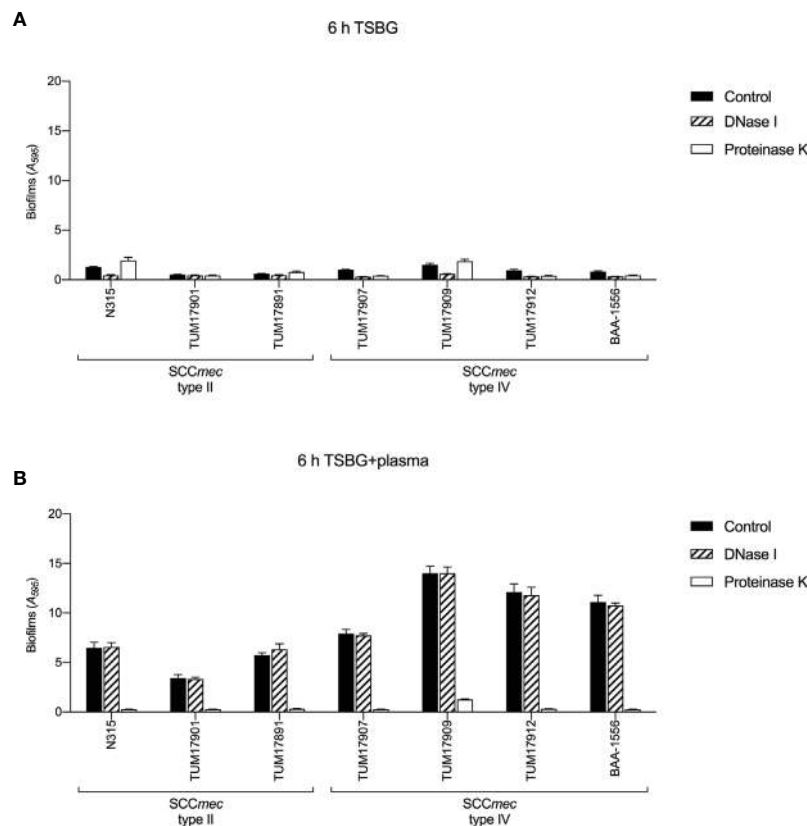 A
6 h TSBG
20
15
10
5
0
Biofilms (A595)
Control
DNase I
Proteinase K
N315
TUM17901
TUM17891
TUM17907
TUM17909
TUM17912
BAA-1556
SCCmec
type II
SCCmec
type IV
B
6 h TSBG+plasma
20
15
10
5
0
Biofilms (A595)
Control
DNase I
Proteinase K
N315
TUM17901
TUM17891
TUM17907
TUM17909
TUM17912
BAA-1556
SCCmec
type II
SCCmec
type IV